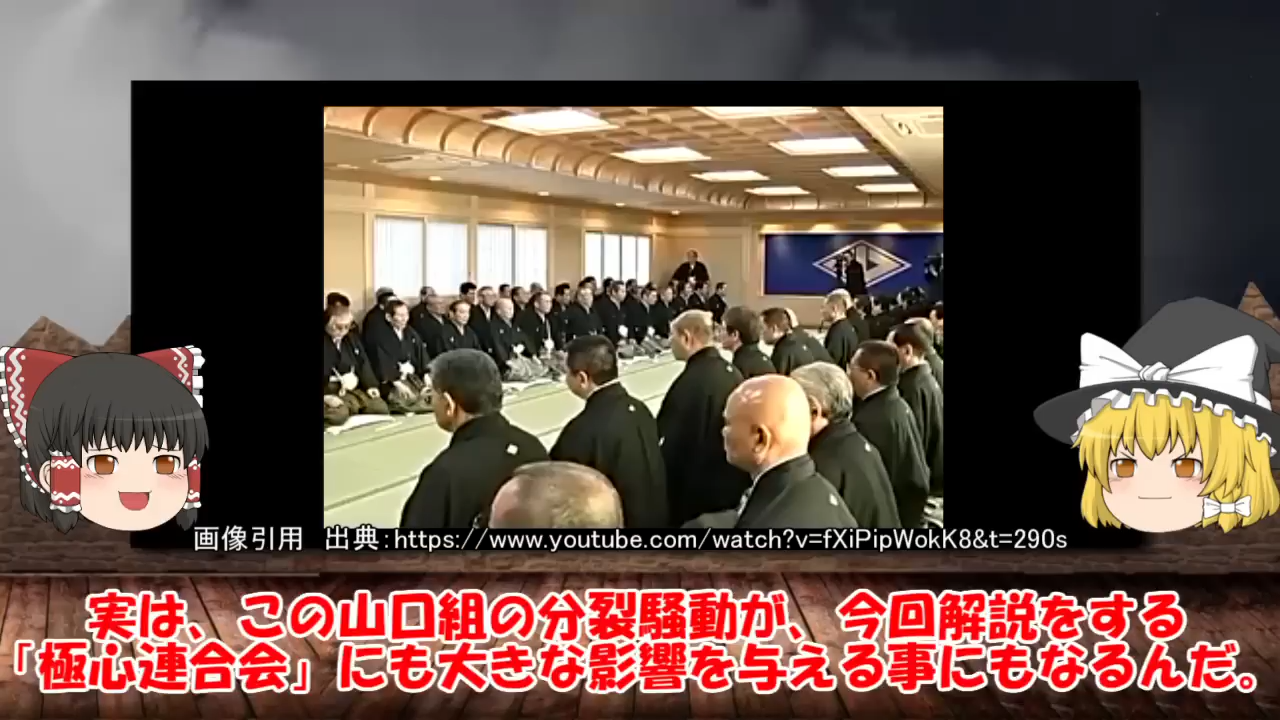 画像引用　出典:https://www.youtube.com/watch?v=fXiPipWokK8&t=290s
実は、この山口組の分裂騒動が、今回解説をする
「極心連合会」にも大きな影響を与える事にもなるんだ。